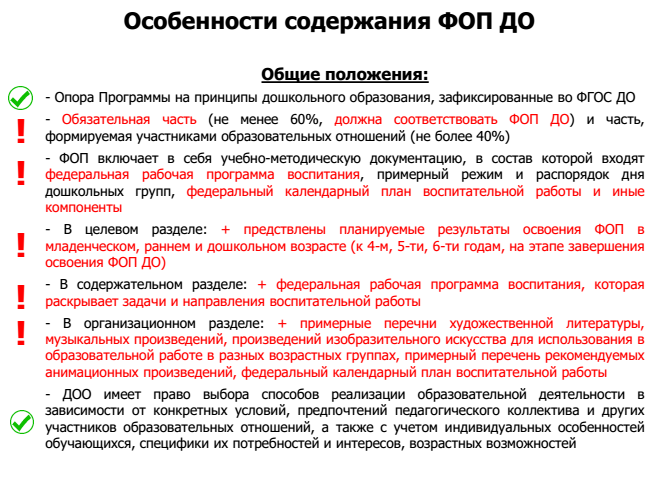 Особенности содержания ФОП ДО
Общие положения:
- Опора Программы на принципы дошкольного образования, зафиксированные во ФГОС ДО
- Обязательная часть (не менее 60%, должна соответствовать ФОП ДО) и часть,
формируемая участниками образовательных отношений (не более 40%)
- ФОП включает в себя учебно-методическую документацию, в состав которой входят
федеральная рабочая программа воспитания, примерный режим и распорядок дня
дошкольных групп, федеральный календарный план воспитательной работы и иные
компоненты
- В целевом разделе: + предствлены планируемые результаты освоения ФОП в
младенческом, раннем и дошкольном возрасте (к 4-м, 5-ти, 6-ти годам, на этапе завершения
освоения ФОП ДО)
- В содержательном разделе: + федеральная рабочая программа воспитания, которая
раскрывает задачи и направления воспитательной работы
- В организационном разделе: + примерные перечни художественной литературы,
музыкальных произведений, произведений изобразительного искусства для использования в
образовательной работе в разных возрастных группах, примерный перечень рекомендуемых
анимационных произведений, федеральный календарный план воспитательной работы
- ДОО имеет право выбора способов реализации образовательной деятельности в
зависимости от конкретных условий, предпочтений педагогического коллектива и других
участников образовательных отношений, а также с учетом индивидуальных особенностей
обучающихся, специфики их потребностей и интересов, возрастных возможностей